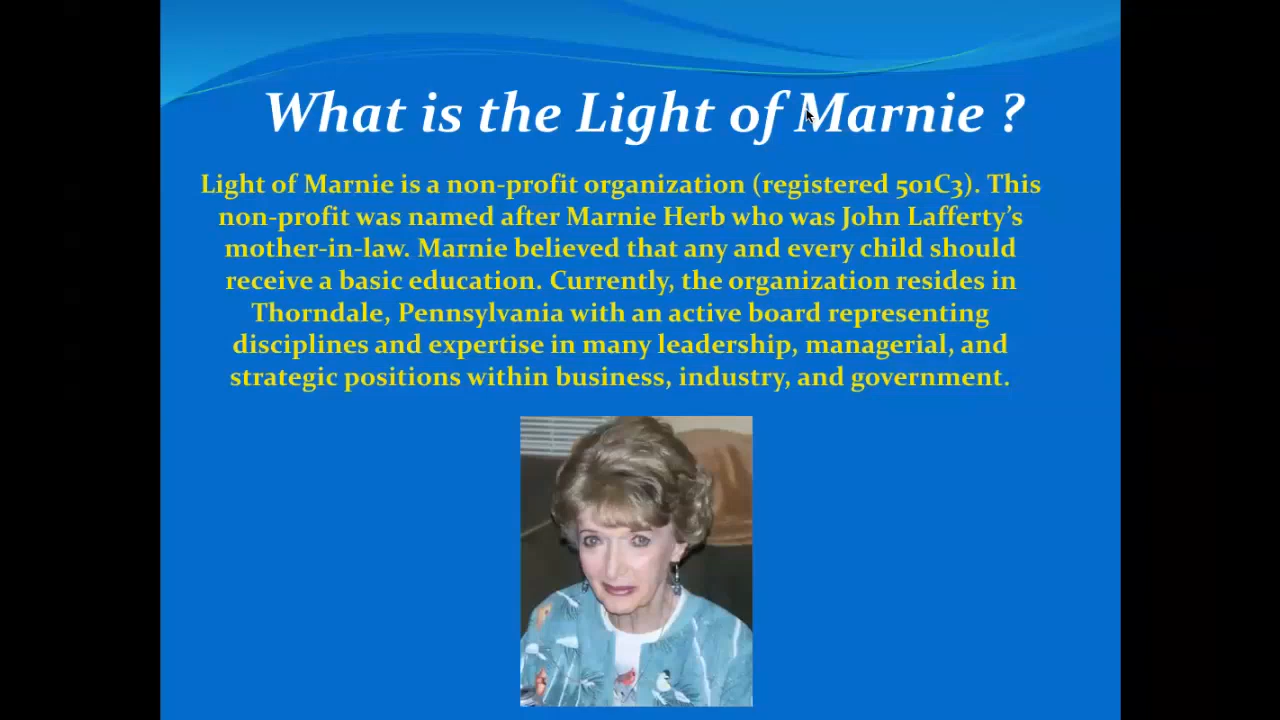 What is the Light of Marnie ?
Light of Marnie is a non-profit organization (registered 501C3). This
non-profit was named after Marnie Herb who was John Lafferty’s
mother-in-law. Marnie believed that any and every child should
receive a basic education. Currently, the organization resides in
Thorndale, Pennsylvania with an active board representing
disciplines and expertise in many leadership, managerial, and
strategic positions within business, industry, and government.